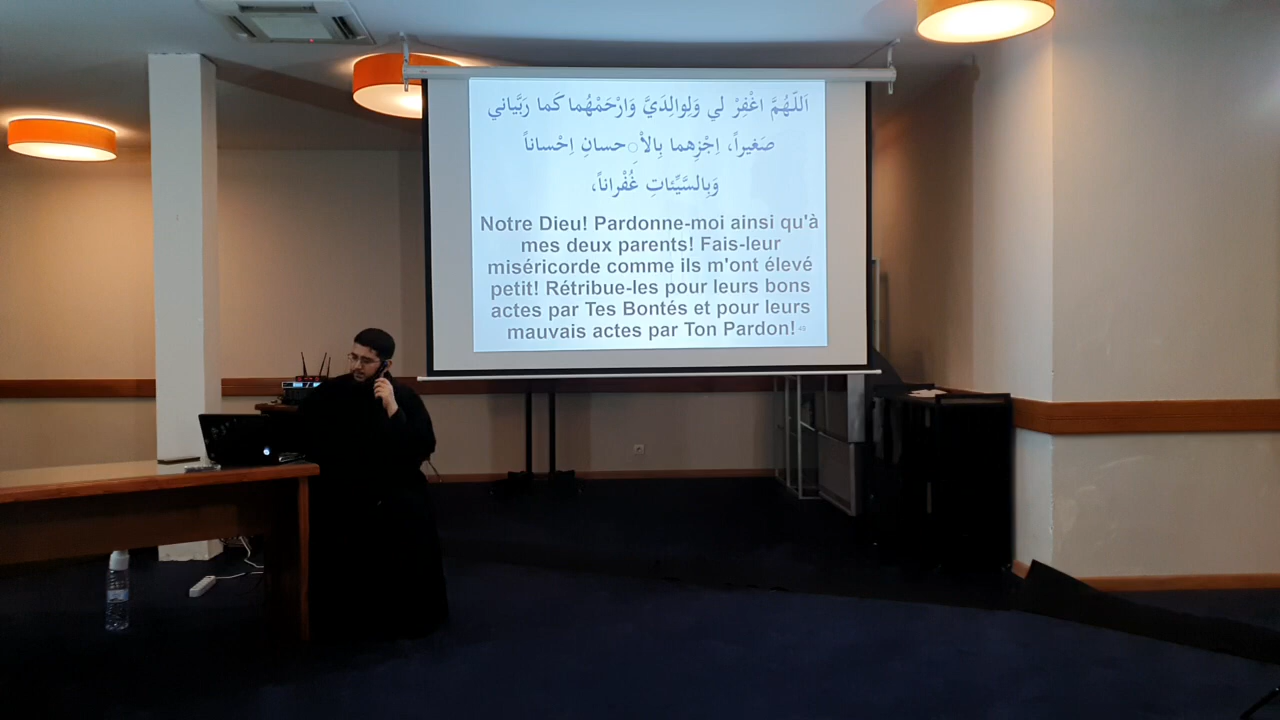 اَللّهُمَّ اغْفِرْ لي وَلِوالِدَيَّ وَارْحَمْهُما كَما رَبَّياني
صَغيراً، اِجْزِهِما بِالاْ ِحسانِ اِحْساناً
وَبِالسَّيِّئاتِ غُفْراناً،
Notre Dieu! Pardonne-moi ainsi qu'à
mes deux parents! Fais-leur
miséricorde comme ils m'ont élevé
petit! Rétribue-les pour leurs bons
actes par Tes Bontés et pour leurs
mauvais actes par Ton Pardon!